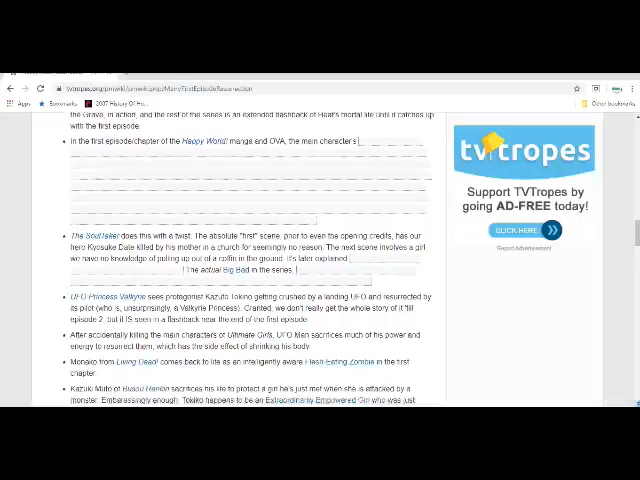 tvtropes.org/pmwiki/pmwiki.php/Main/FirstEpisodeResurrection
Apps Bookmarks 2007 History Of Ho... Other bookmarks
the Grave, in action, and the rest of the series is an extended flashback of Heat's mortal life until it catches up
with the first episode.
In the first episode/chapter of the Happy World! manga and OVA, the main character's
The SoulTaker does this with a twist. The absolute "first" scene, prior to even the opening credits, has our
hero Kyosuke Date killed by his mother in a church for seemingly no reason. The next scene involves a girl
we have no knowledge of pulling up out of a coffin in the ground. It's later explained
The actual Big Bad in the series,
UFO Princess Valkyrie sees protagonist Kazuto Tokino getting crushed by a landing UFO and resurrected by
its pilot (who is, unsurprisingly, a Valkyrie Princess). Granted, we don't really get the whole story of it 'till
episode 2, but it IS seen in a flashback near the end of the first episode.
After accidentally killing the main characters of Ultimate Girls, UFO Man sacrifices much of his power and
energy to resurrect them, which has the side effect of shrinking his body.
Monako from Living Dead! comes back to life as an intelligently aware Flesh-Eating Zombie in the first
chapter.
Kazuki Muto of Busou Renkin sacrifices his life to protect a girl he's just met when she is attacked by a
monster. Embarassingly enough, Tokiko happens to be an Extraordinarily Empowered Girl who was just
tvtropes
Support TVTropes by
going AD-FREE today!
CLICK HERE
Report Advertisement